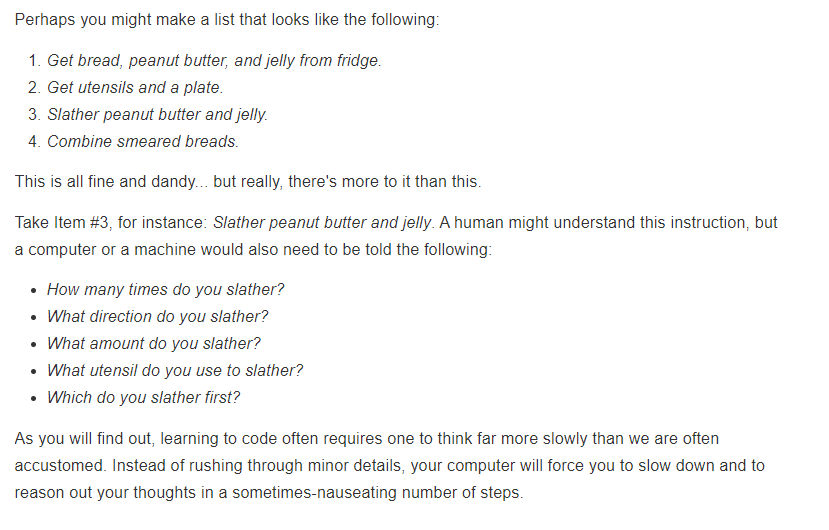 Perhaps you might make a list that looks like the following:
1. Get bread, peanut butter, and jelly from fridge.
2. Get utensils and a plate.
3. Slather peanut butter and jelly.
4. Combine smeared breads.
This is all fine and dandy... but really, there's more to it than this.
Take Item #3, for instance: Slather peanut butter and jelly. A human might understand this instruction, but
a computer or a machine would also need to be told the following:
• How many times do you slather?
• What direction do you slather?
• What amount do you slather?
• What utensil do you use to slather?
• Which do you slather first?
As you will find out, learning to code often requires one to think far more slowly than we are often
accustomed. Instead of rushing through minor details, your computer will force you to slow down and to
reason out your thoughts in a sometimes-nauseating number of steps.